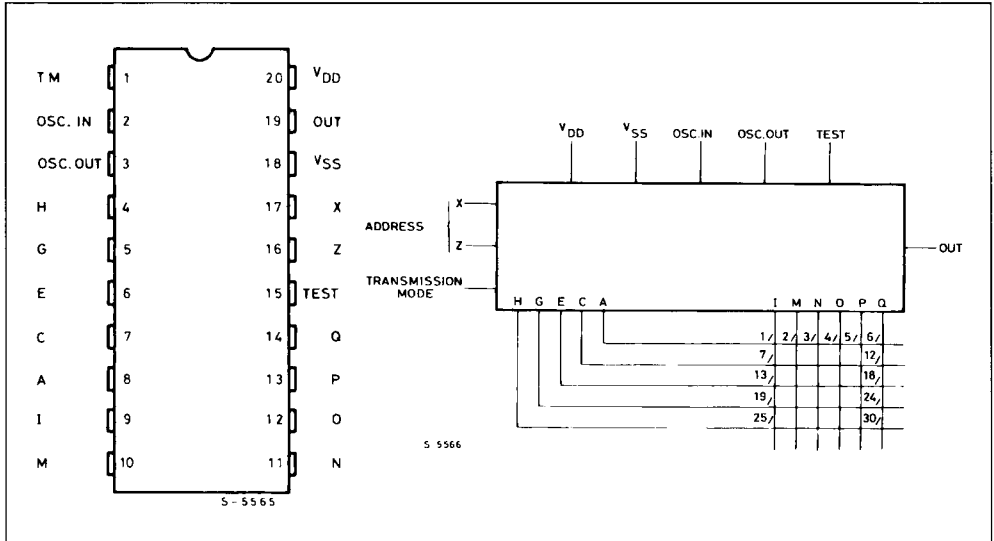 TM 1 20 VDD
OSC. IN 2 19 OUT
OSC. OUT 3 18 VSS
H 4 17 X
G 5 16 Z
E 6 15 TEST
C 7 14 Q
A 8 13 P
I 9 12 O
M 10 11 N
S-5565
VDD VSS OSC.IN OSC.OUT TEST
X
ADDRESS
Z
OUT
TRANSMISSION
MODE
H G E C A I M N O P Q
1/ 2/ 3/ 4/ 5/ 6/
7/ 12/
13/ 18/
19/ 24/
25/ 30/
S 5566